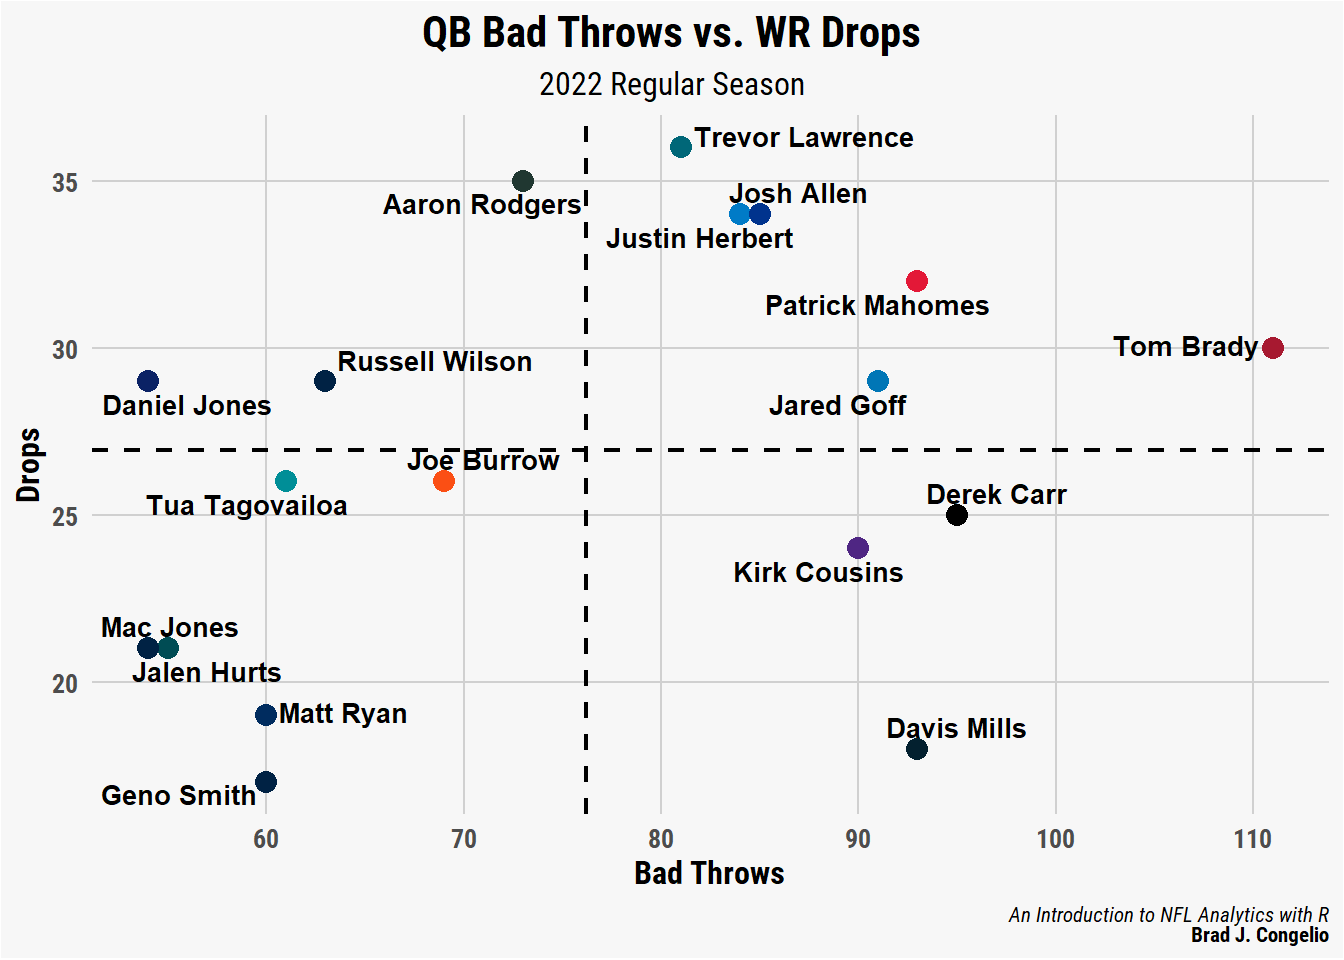 QB Bad Throws vs. WR Drops
2022 Regular Season
Trevor Lawrence
35
Aaron Rodgers
Josh Allen
Justin Herbert
Patrick Mahomes
30
Tom Brady
Russell Wilson
Daniel Jones
Jared Goff
Drops
Joe Burrow
Tua Tagovailoa
Derek Carr
25
Kirk Cousins
Mac Jones
Jalen Hurts
20
Matt Ryan
Davis Mills
Geno Smith
60 70 80 90 100 110
Bad Throws
An Introduction to NFL Analytics with R
Brad J. Congelio